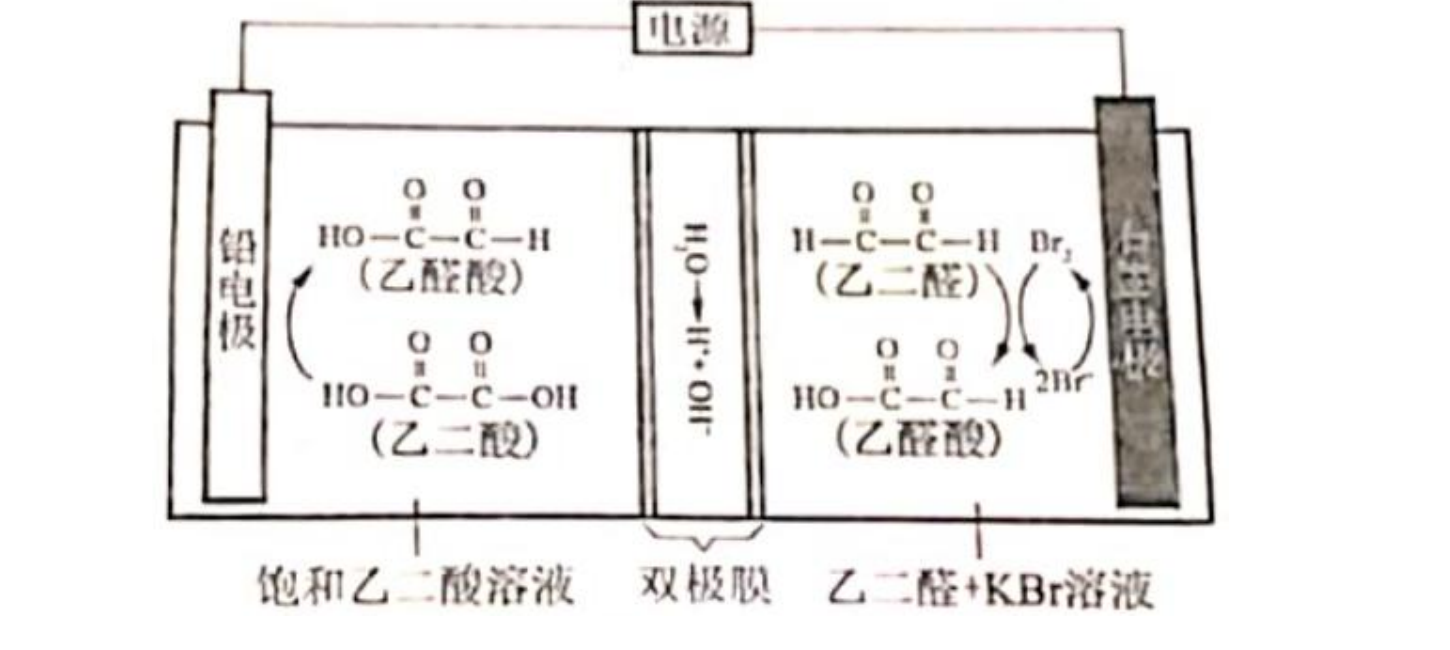 电源
O O
HO—C—C—H
(乙醛酸)
O O
HO—C—C—OH
(乙二酸)
铅电极
H₂O→H⁺+OH⁻
O O
H—C—C—H
(乙二醛)
Br₂
2Br⁻
O O
HO—C—C—H
(乙醛酸)
电极
饱和乙二酸溶液
双极膜
乙二醛+KBr溶液